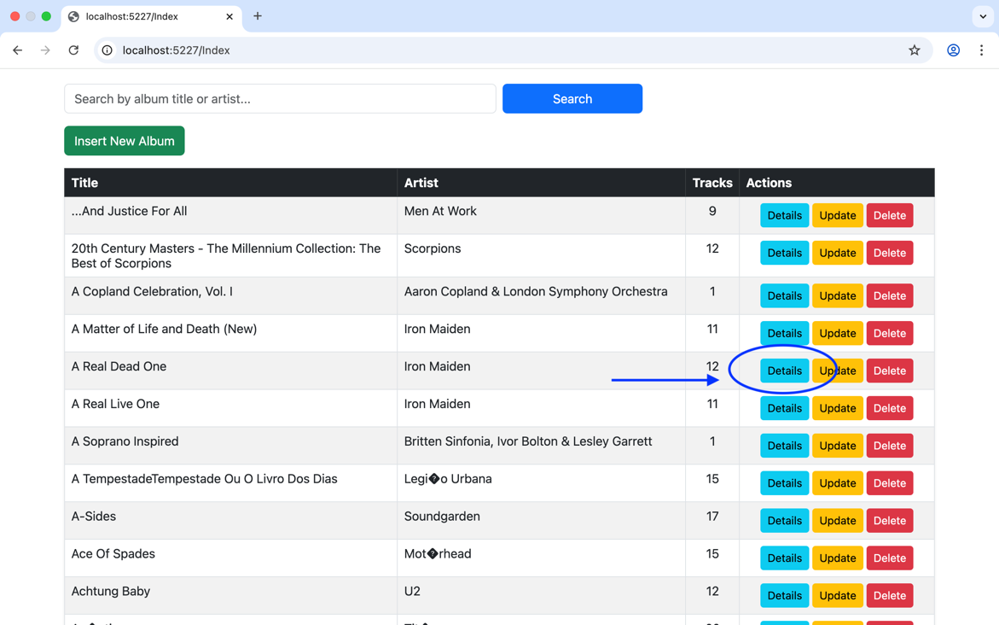 localhost:5227/Index
localhost:5227/Index
Search by album title or artist...
Search
Insert New Album
Title Artist Tracks Actions
...And Justice For All Men At Work 9 Details Update Delete
20th Century Masters - The Millennium Collection: The Scorpions 12 Details Update Delete
Best of Scorpions
A Copland Celebration, Vol. I Aaron Copland & London Symphony Orchestra 1 Details Update Delete
A Matter of Life and Death (New) Iron Maiden 11 Details Update Delete
A Real Dead One Iron Maiden 12 Details Update Delete
A Real Live One Iron Maiden 11 Details Update Delete
A Soprano Inspired Britten Sinfonia, Ivor Bolton & Lesley Garrett 1 Details Update Delete
A TempestadeTempestade Ou O Livro Dos Dias Legi�o Urbana 15 Details Update Delete
A-Sides Soundgarden 17 Details Update Delete
Ace Of Spades Mot�rhead 15 Details Update Delete
Achtung Baby U2 12 Details Update Delete